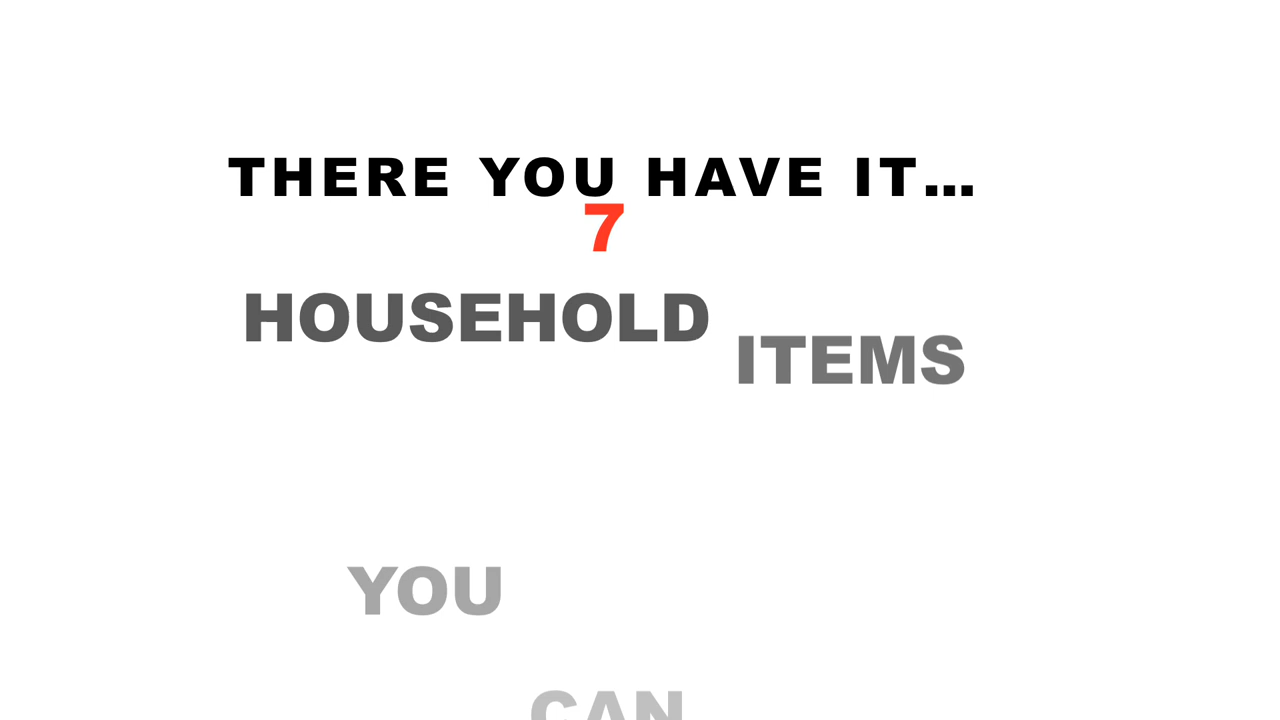 THERE YOU HAVE IT...
7
HOUSEHOLD
ITEMS
YOU
CAN